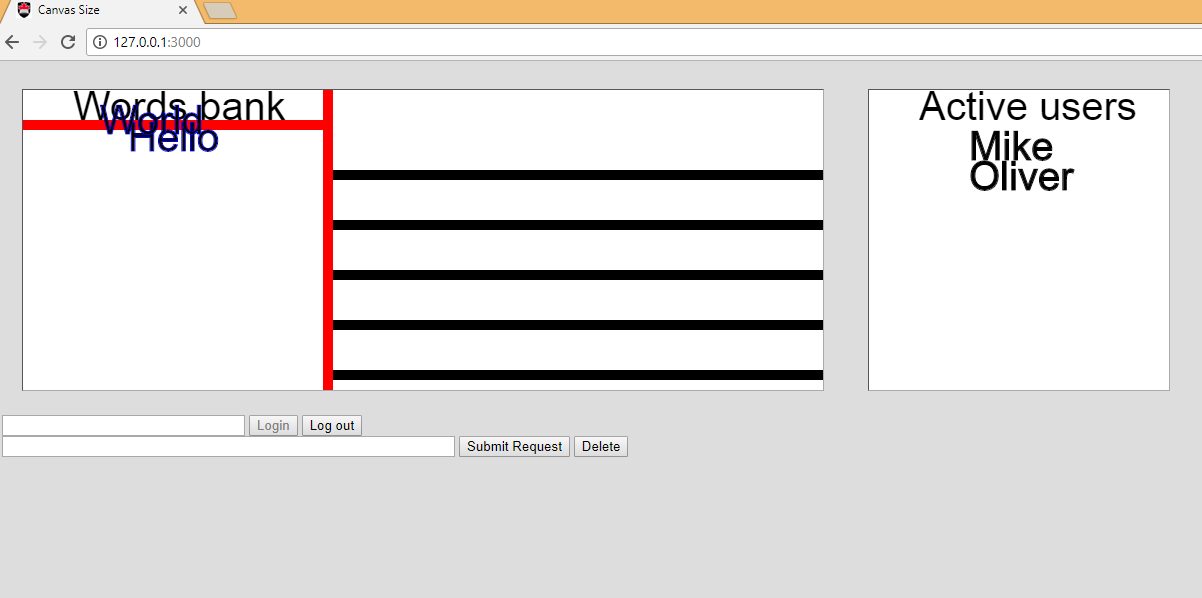 Canvas Size
127.0.0.1:3000
Words bank
World
Hello
Active users
Mike
Oliver
Login Log out
Submit Request Delete